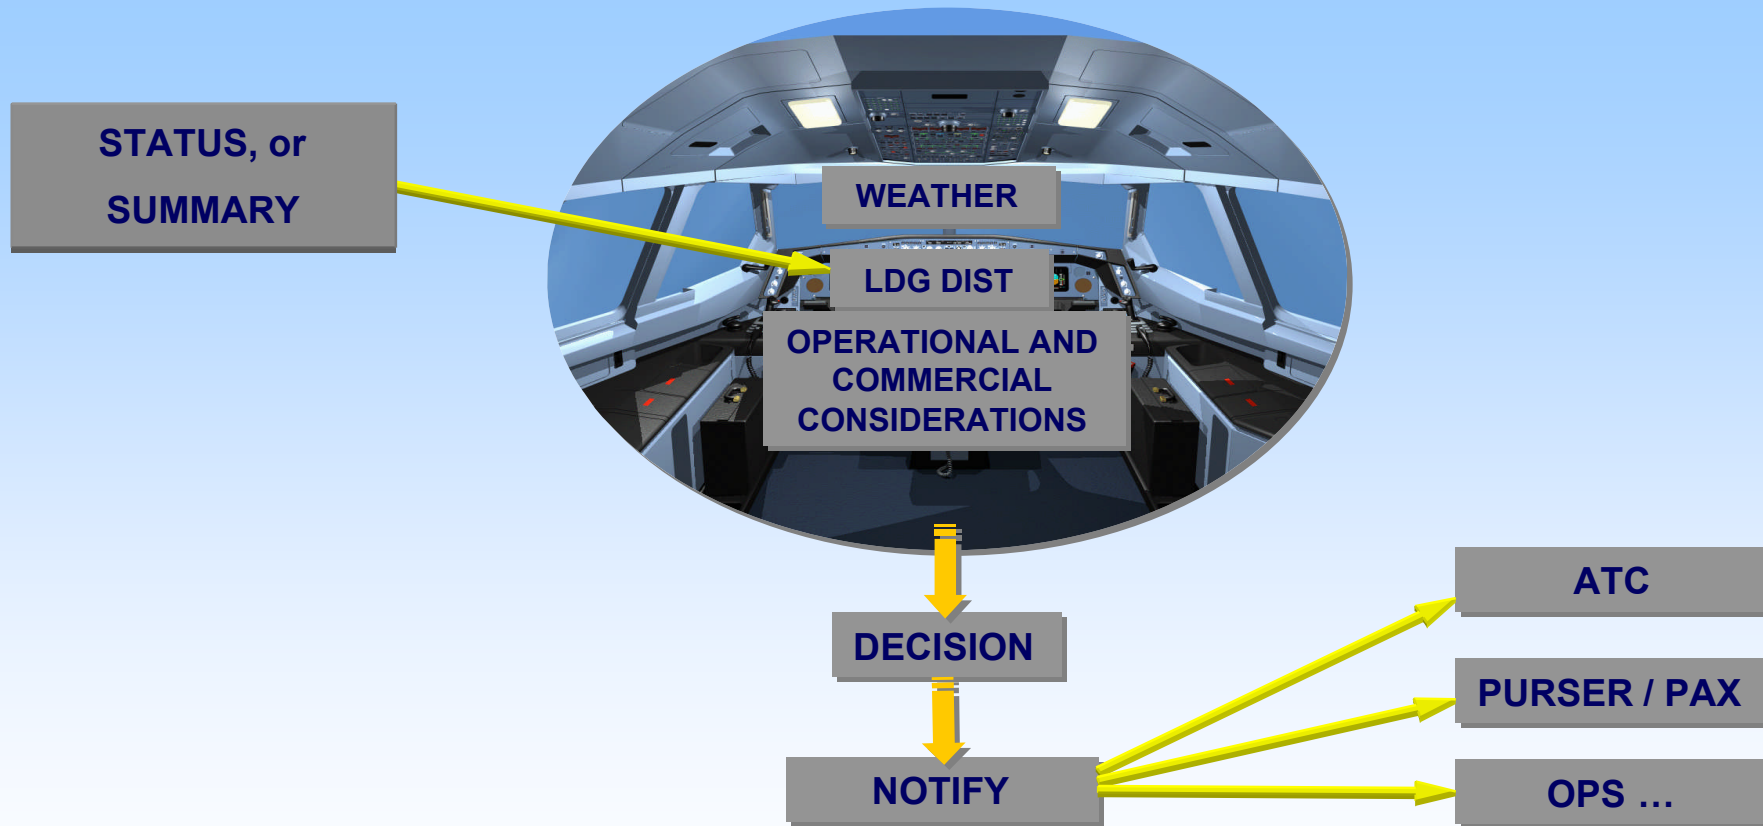 STATUS, or
SUMMARY
WEATHER
LDG DIST
OPERATIONAL AND
COMMERCIAL
CONSIDERATIONS
DECISION
NOTIFY
ATC
PURSER / PAX
OPS …